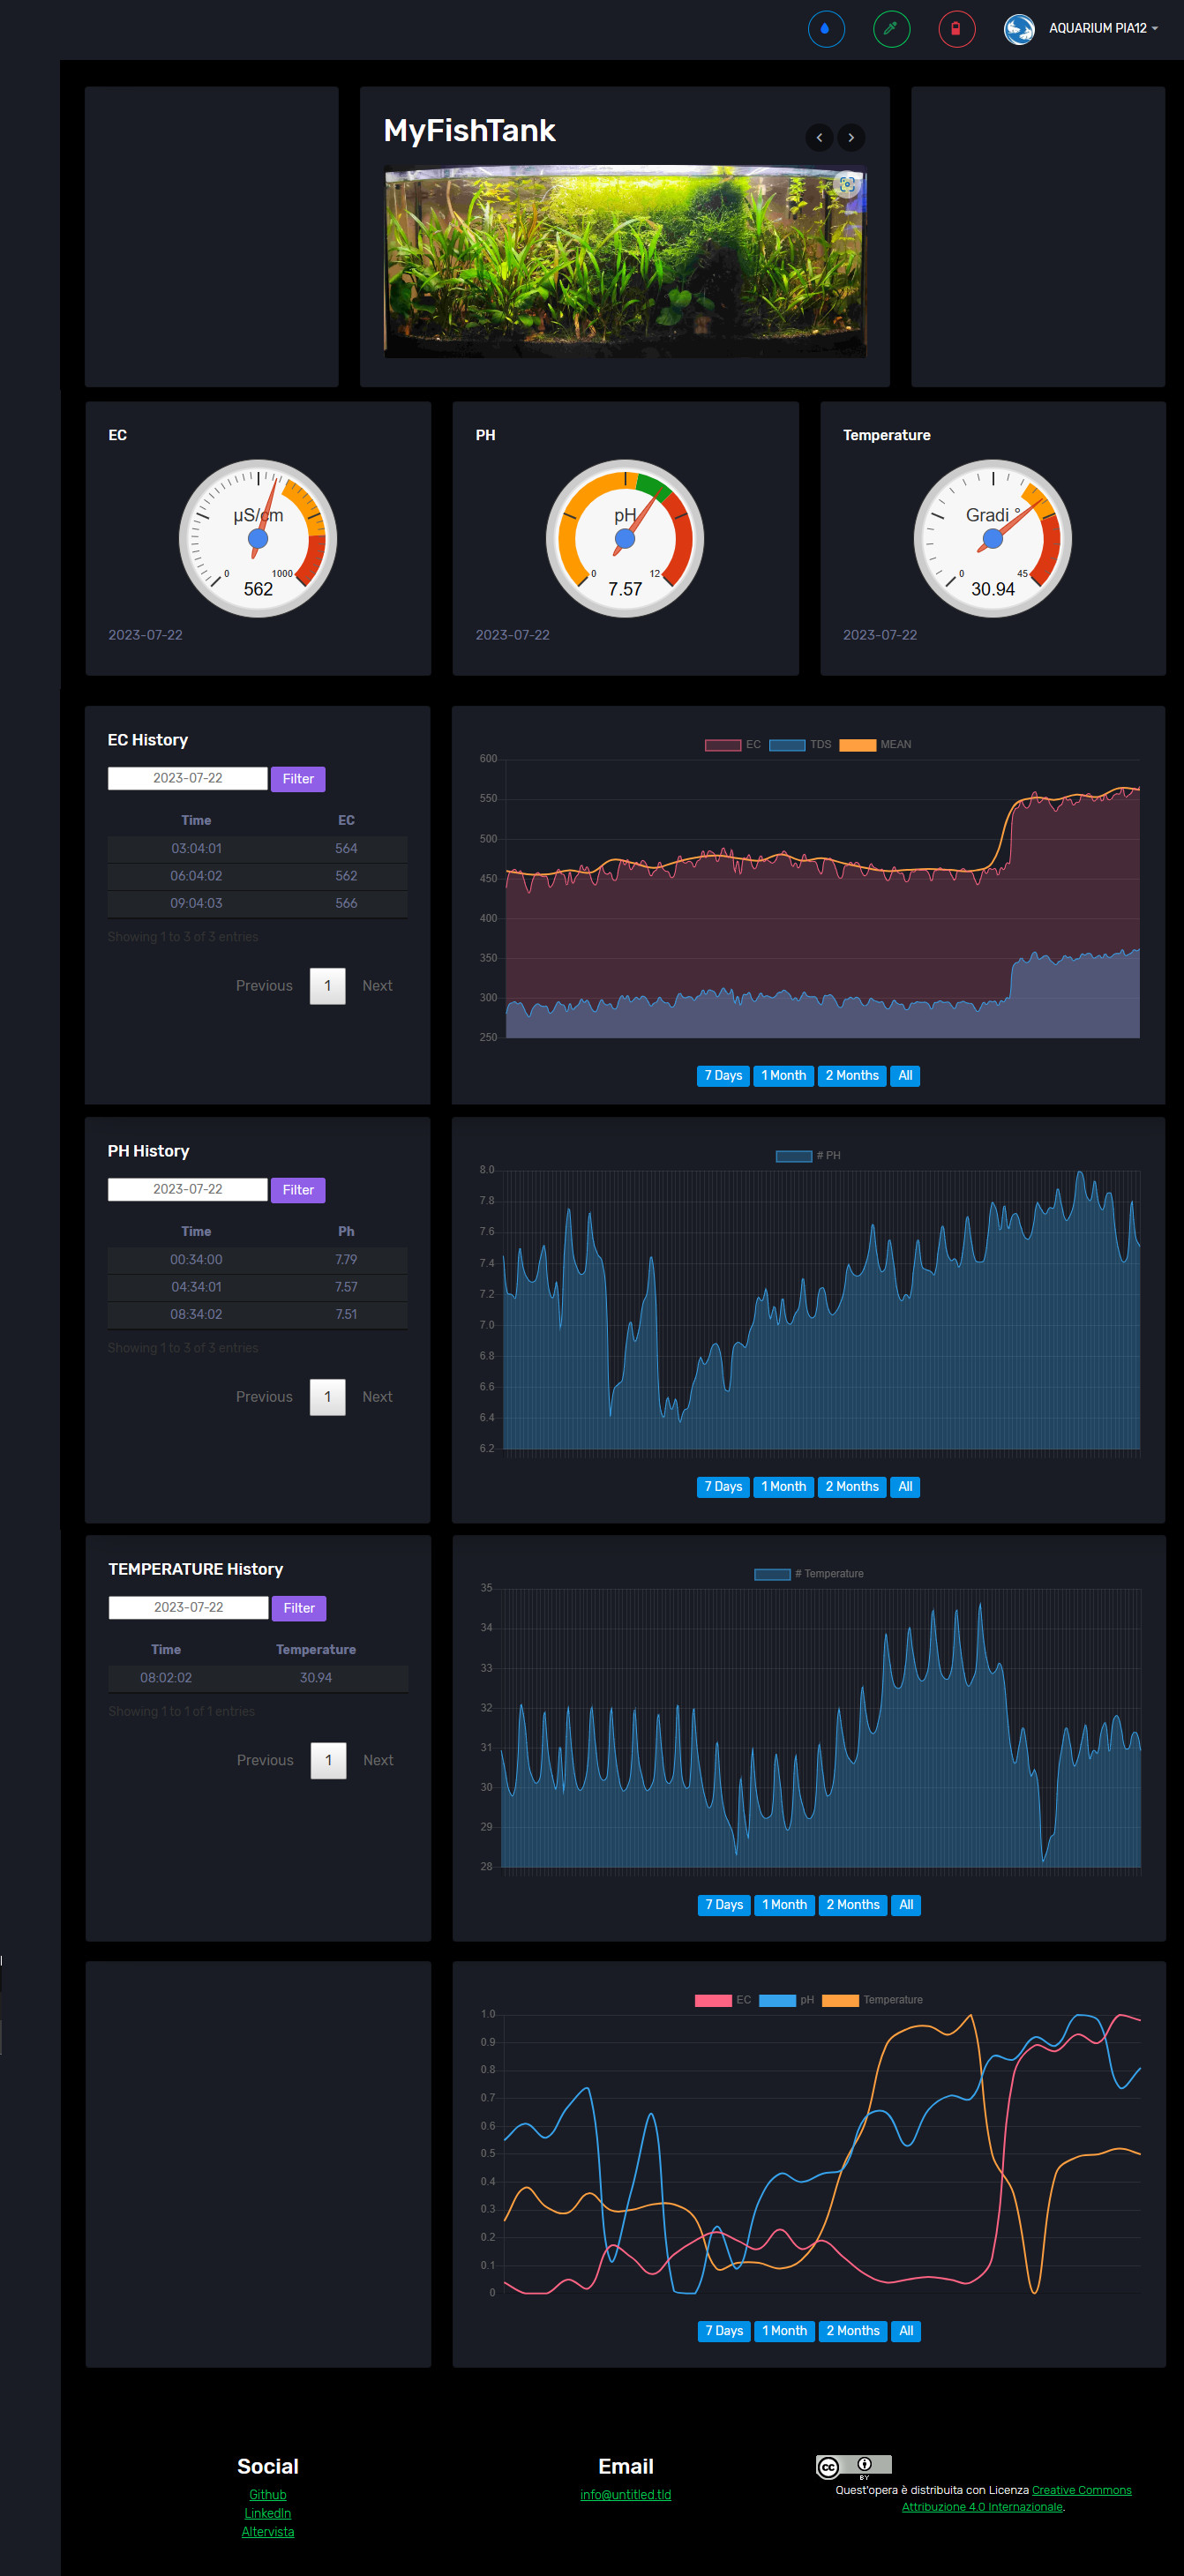 AQUARIUM PIA12
MyFishTank
EC
PH
Temperature
µS/cm
0
1000
562
pH
0
12
7.57
Gradi °
0
45
30.94
2023-07-22
2023-07-22
2023-07-22
EC History
2023-07-22 Filter
Time EC
03:04:01 564
06:04:02 562
09:04:03 566
Showing 1 to 3 of 3 entries
Previous 1 Next
EC TDS MEAN
600
550
500
450
400
350
300
250
7 Days 1 Month 2 Months All
PH History
2023-07-22 Filter
Time Ph
00:34:00 7.79
04:34:01 7.57
08:34:02 7.51
Showing 1 to 3 of 3 entries
Previous 1 Next
# PH
8.0
7.8
7.6
7.4
7.2
7.0
6.8
6.6
6.4
6.2
7 Days 1 Month 2 Months All
TEMPERATURE History
2023-07-22 Filter
Time Temperature
08:02:02 30.94
Showing 1 to 1 of 1 entries
Previous 1 Next
# Temperature
35
34
33
32
31
30
29
28
7 Days 1 Month 2 Months All
EC pH Temperature
1.0
0.9
0.8
0.7
0.6
0.5
0.4
0.3
0.2
0.1
0
7 Days 1 Month 2 Months All
Social
Github
LinkedIn
Altervista
Email
info@untitled.tld
cc
BY
Quest'opera è distribuita con Licenza Creative Commons
Attribuzione 4.0 Internazionale.